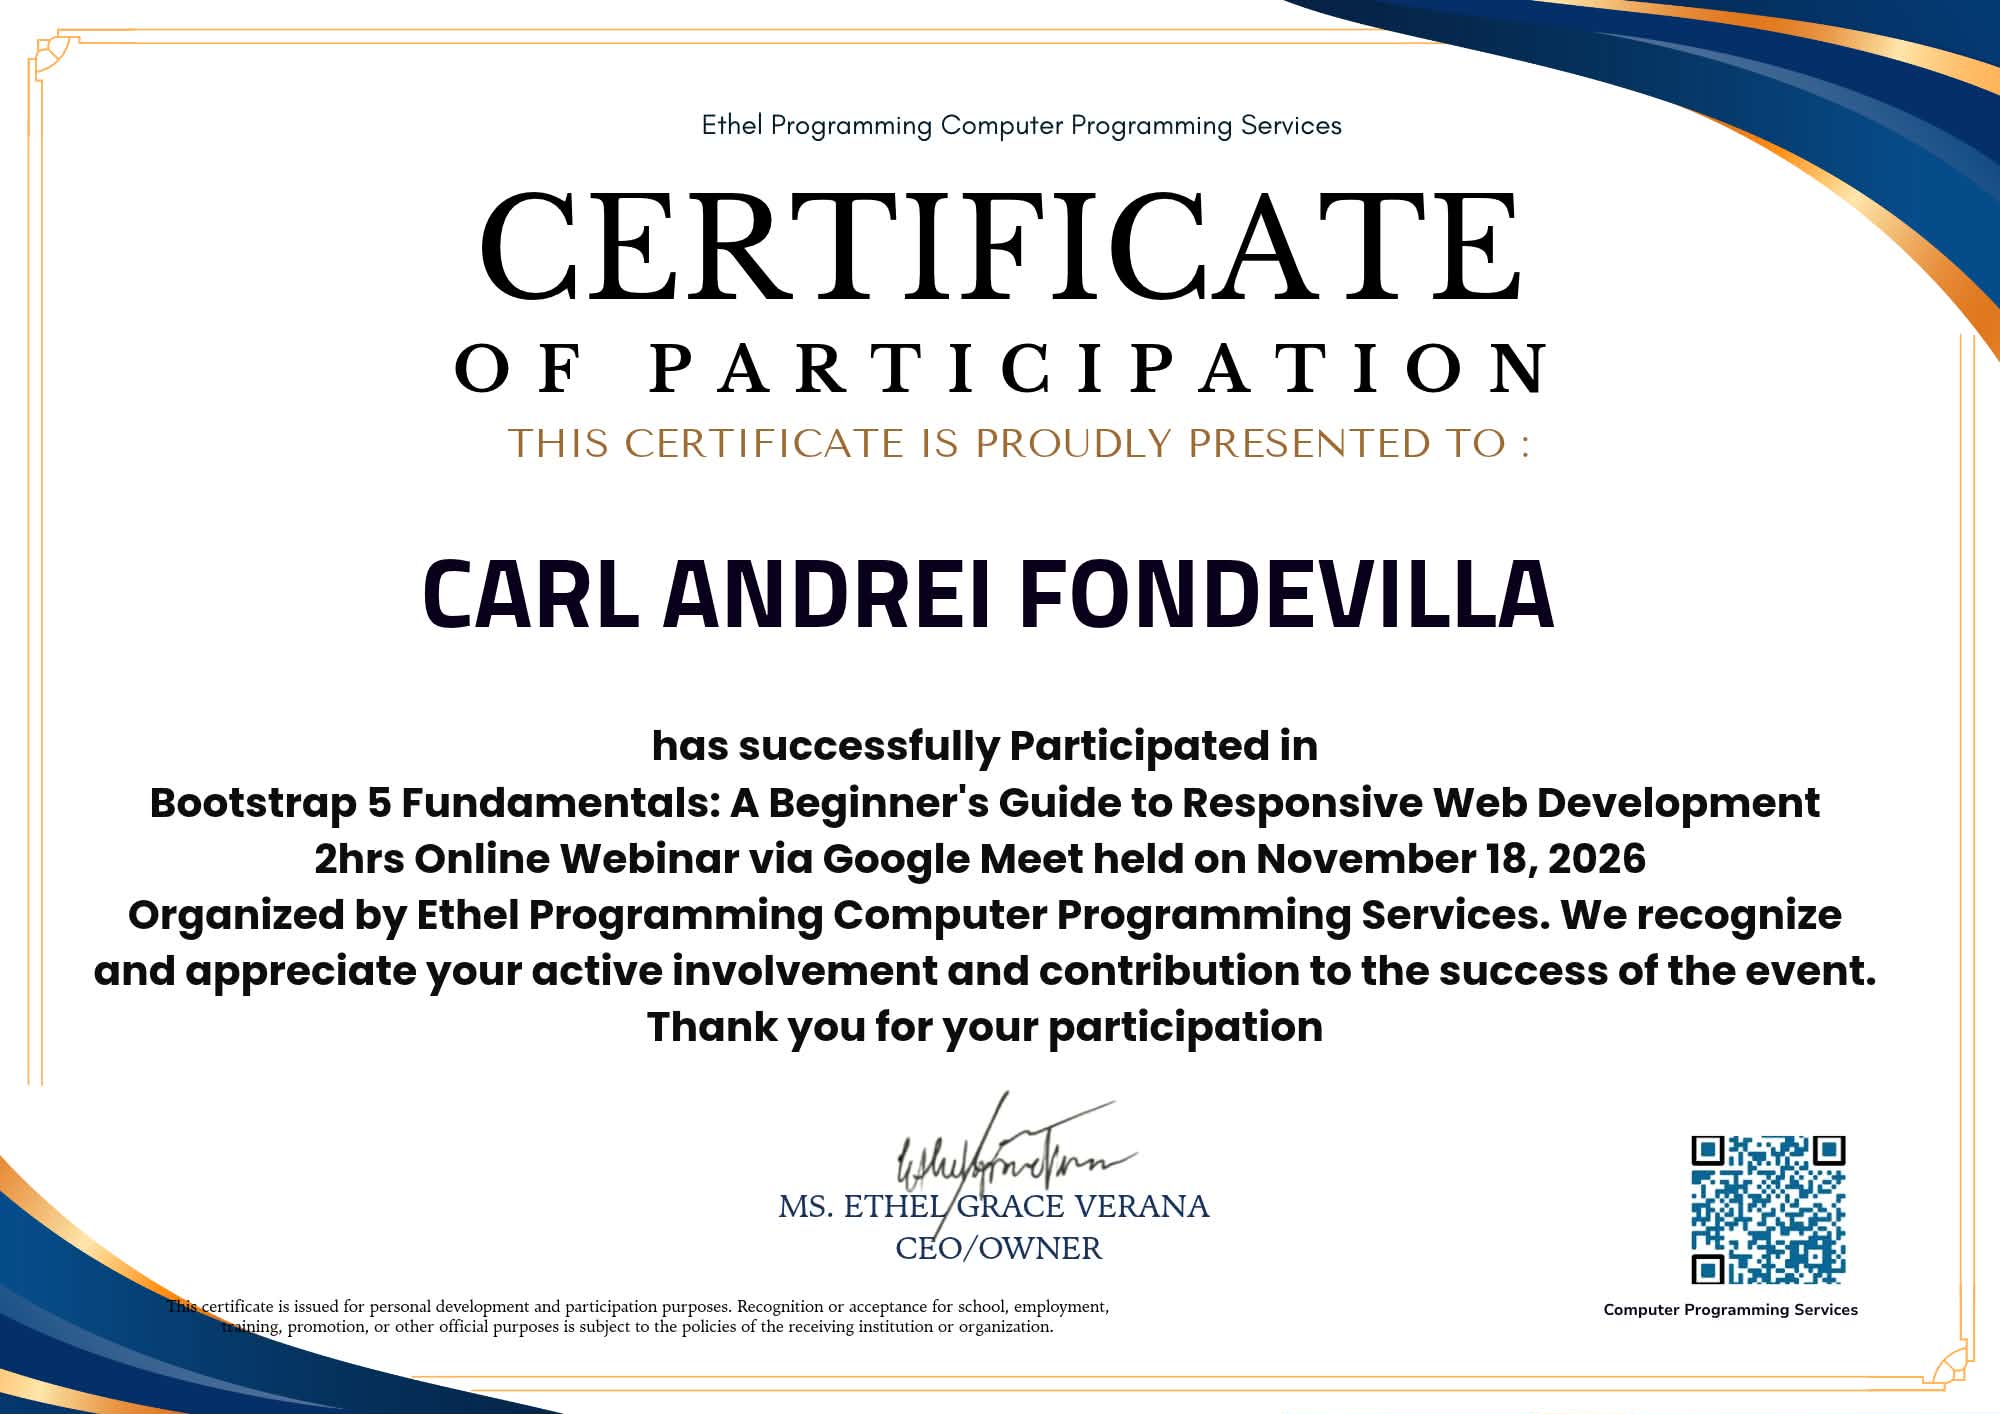 Ethel Programming Computer Programming Services
CERTIFICATE
OF PARTICIPATION
THIS CERTIFICATE IS PROUDLY PRESENTED TO :
CARL ANDREI FONDEVILLA
has successfully Participated in
Bootstrap 5 Fundamentals: A Beginner's Guide to Responsive Web Development
2hrs Online Webinar via Google Meet held on November 18, 2026
Organized by Ethel Programming Computer Programming Services. We recognize
and appreciate your active involvement and contribution to the success of the event.
Thank you for your participation
MS. ETHEL GRACE VERANA
CEO/OWNER
This certificate is issued for personal development and participation purposes. Recognition or acceptance for school, employment,
training, promotion, or other official purposes is subject to the policies of the receiving institution or organization.
Computer Programming Services